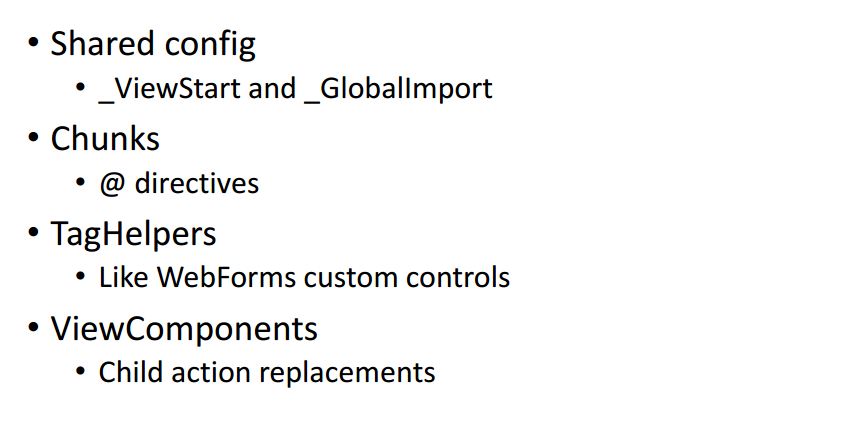 • Shared config
• _ViewStart and _GlobalImport
• Chunks
• @ directives
• TagHelpers
• Like WebForms custom controls
• ViewComponents
• Child action replacements